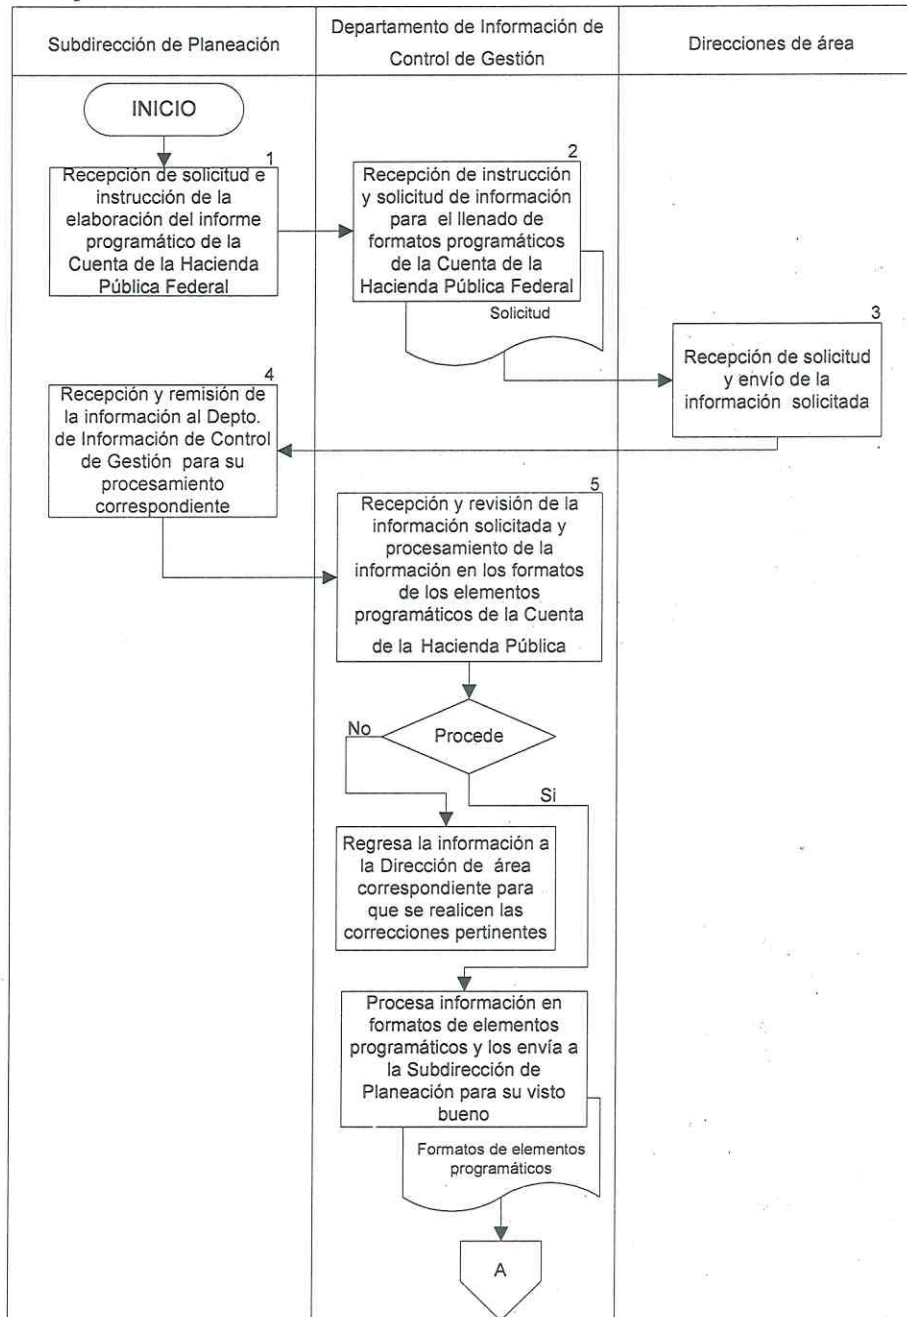 Subdirección de Planeación
Departamento de Información de
Control de Gestión
Direcciones de área
INICIO
1
Recepción de solicitud e
instrucción de la
elaboración del informe
programático de la
Cuenta de la Hacienda
Pública Federal
2
Recepción de instrucción
y solicitud de información
para el llenado de
formatos programáticos
de la Cuenta de la
Hacienda Pública Federal
Solicitud
3
Recepción de solicitud
y envío de la
información solicitada
4
Recepción y remisión de
la información al Depto.
de Información de Control
de Gestión para su
procesamiento
correspondiente
5
Recepción y revisión de la
información solicitada y
procesamiento de la
información en los formatos
de los elementos
programáticos de la Cuenta
de la Hacienda Pública
Procede
No
Si
Regresa la información a
la Dirección de área
correspondiente para
que se realicen las
correcciones pertinentes
Procesa información en
formatos de elementos
programáticos y los envía a
la Subdirección de
Planeación para su visto
bueno
Formatos de elementos
programáticos
A